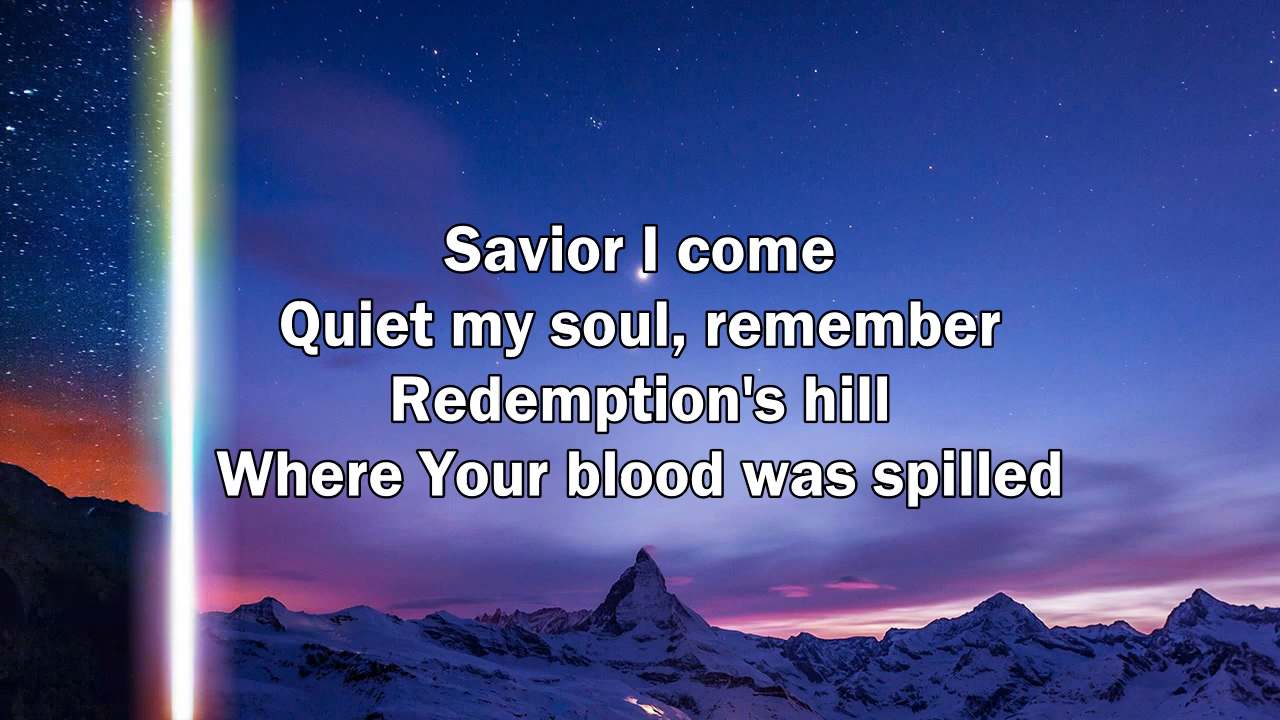 Savior I come
Quiet my soul, remember
Redemption's hill
Where Your blood was spilled